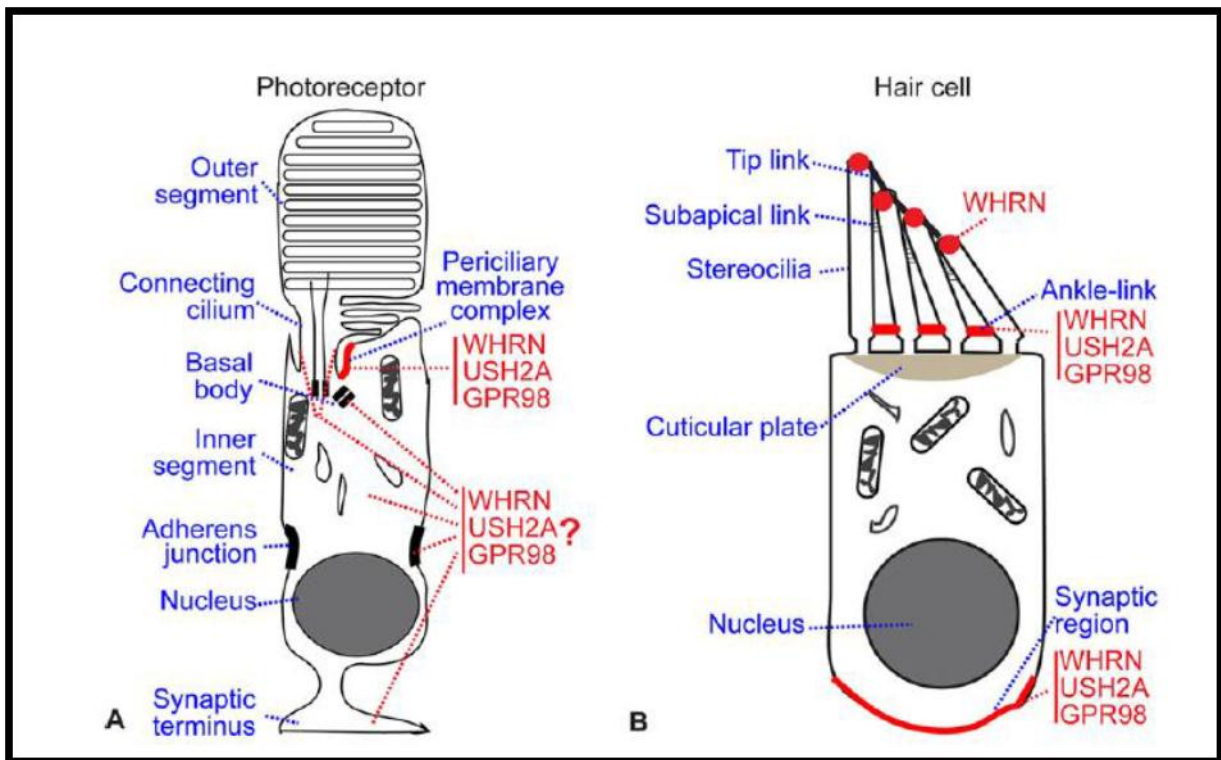 Photoreceptor
Outer
segment
Connecting
cilium
Periciliary
membrane
complex
WHRN
USH2A
GPR98
Basal
body
Inner
segment
WHRN
USH2A?
GPR98
Adherens
junction
Nucleus
Synaptic
terminus
A
Hair cell
Tip link
Subapical link
WHRN
Stereocilia
Ankle-link
WHRN
USH2A
GPR98
Cuticular plate
Nucleus
Synaptic
region
WHRN
USH2A
GPR98
B